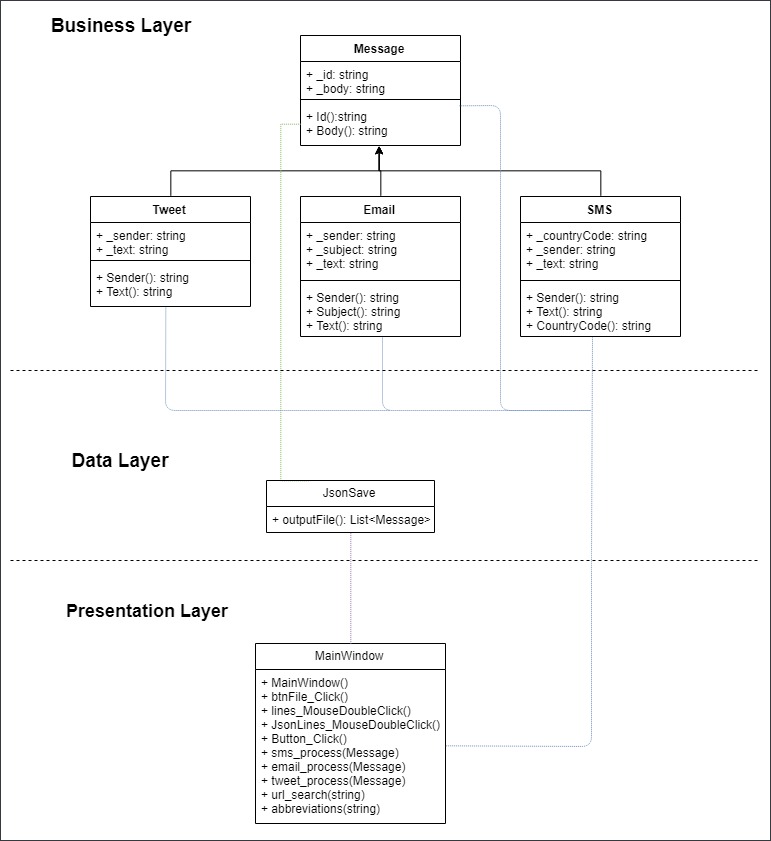 Business Layer
Message
+ _id: string
+ _body: string
+ Id():string
+ Body(): string
Tweet
+ _sender: string
+ _text: string
+ Sender(): string
+ Text(): string
Email
+ _sender: string
+ _subject: string
+ _text: string
+ Sender(): string
+ Subject(): string
+ Text(): string
SMS
+ _countryCode: string
+ _sender: string
+ _text: string
+ Sender(): string
+ Text(): string
+ CountryCode(): string
Data Layer
JsonSave
+ outputFile(): List<Message>
Presentation Layer
MainWindow
+ MainWindow()
+ btnFile_Click()
+ lines_MouseDoubleClick()
+ JsonLines_MouseDoubleClick()
+ Button_Click()
+ sms_process(Message)
+ email_process(Message)
+ tweet_process(Message)
+ url_search(string)
+ abbreviations(string)